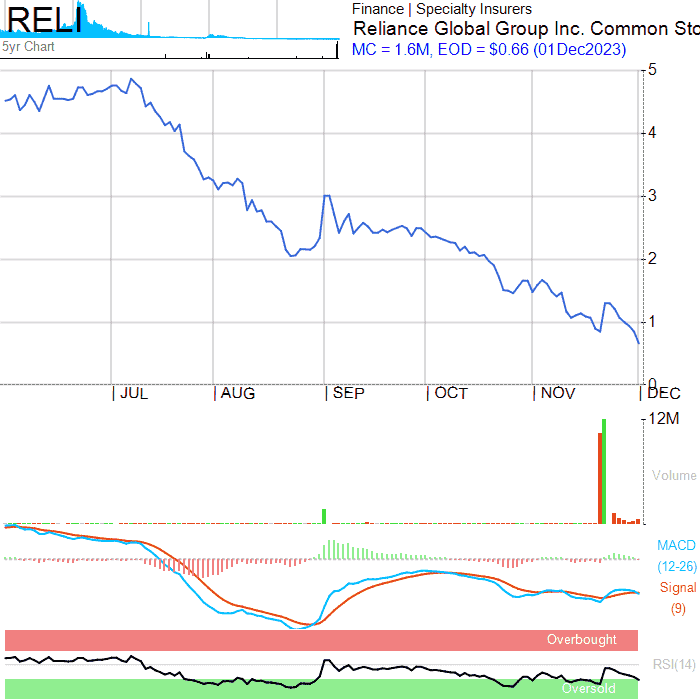 RELI
5yr Chart
Finance | Specialty Insurers
Reliance Global Group Inc. Common Sto
MC = 1.6M, EOD = $0.66 (01Dec2023)
5
4
3
2
1
0
| JUL | AUG | SEP | OCT | NOV | DEC
12M
Volume
MACD
(12-26)
Signal
(9)
Overbought
RSI(14)
Oversold